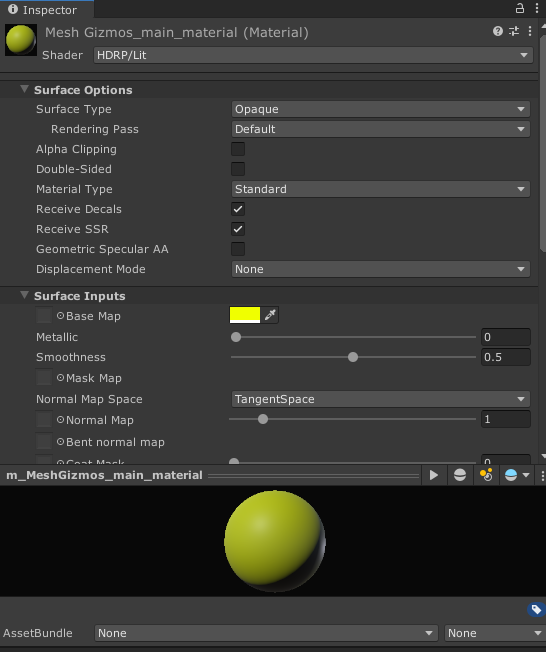 Inspector
Mesh Gizmos_main_material (Material)
Shader HDRP/Lit
Surface Options
Surface Type Opaque
Rendering Pass Default
Alpha Clipping
Double-Sided
Material Type Standard
Receive Decals
Receive SSR
Geometric Specular AA
Displacement Mode None
Surface Inputs
Base Map
Metallic 0
Smoothness 0.5
Mask Map
Normal Map Space TangentSpace
Normal Map 1
Bent normal map
Coat Mask 0
m_MeshGizmos_main_material
AssetBundle None None